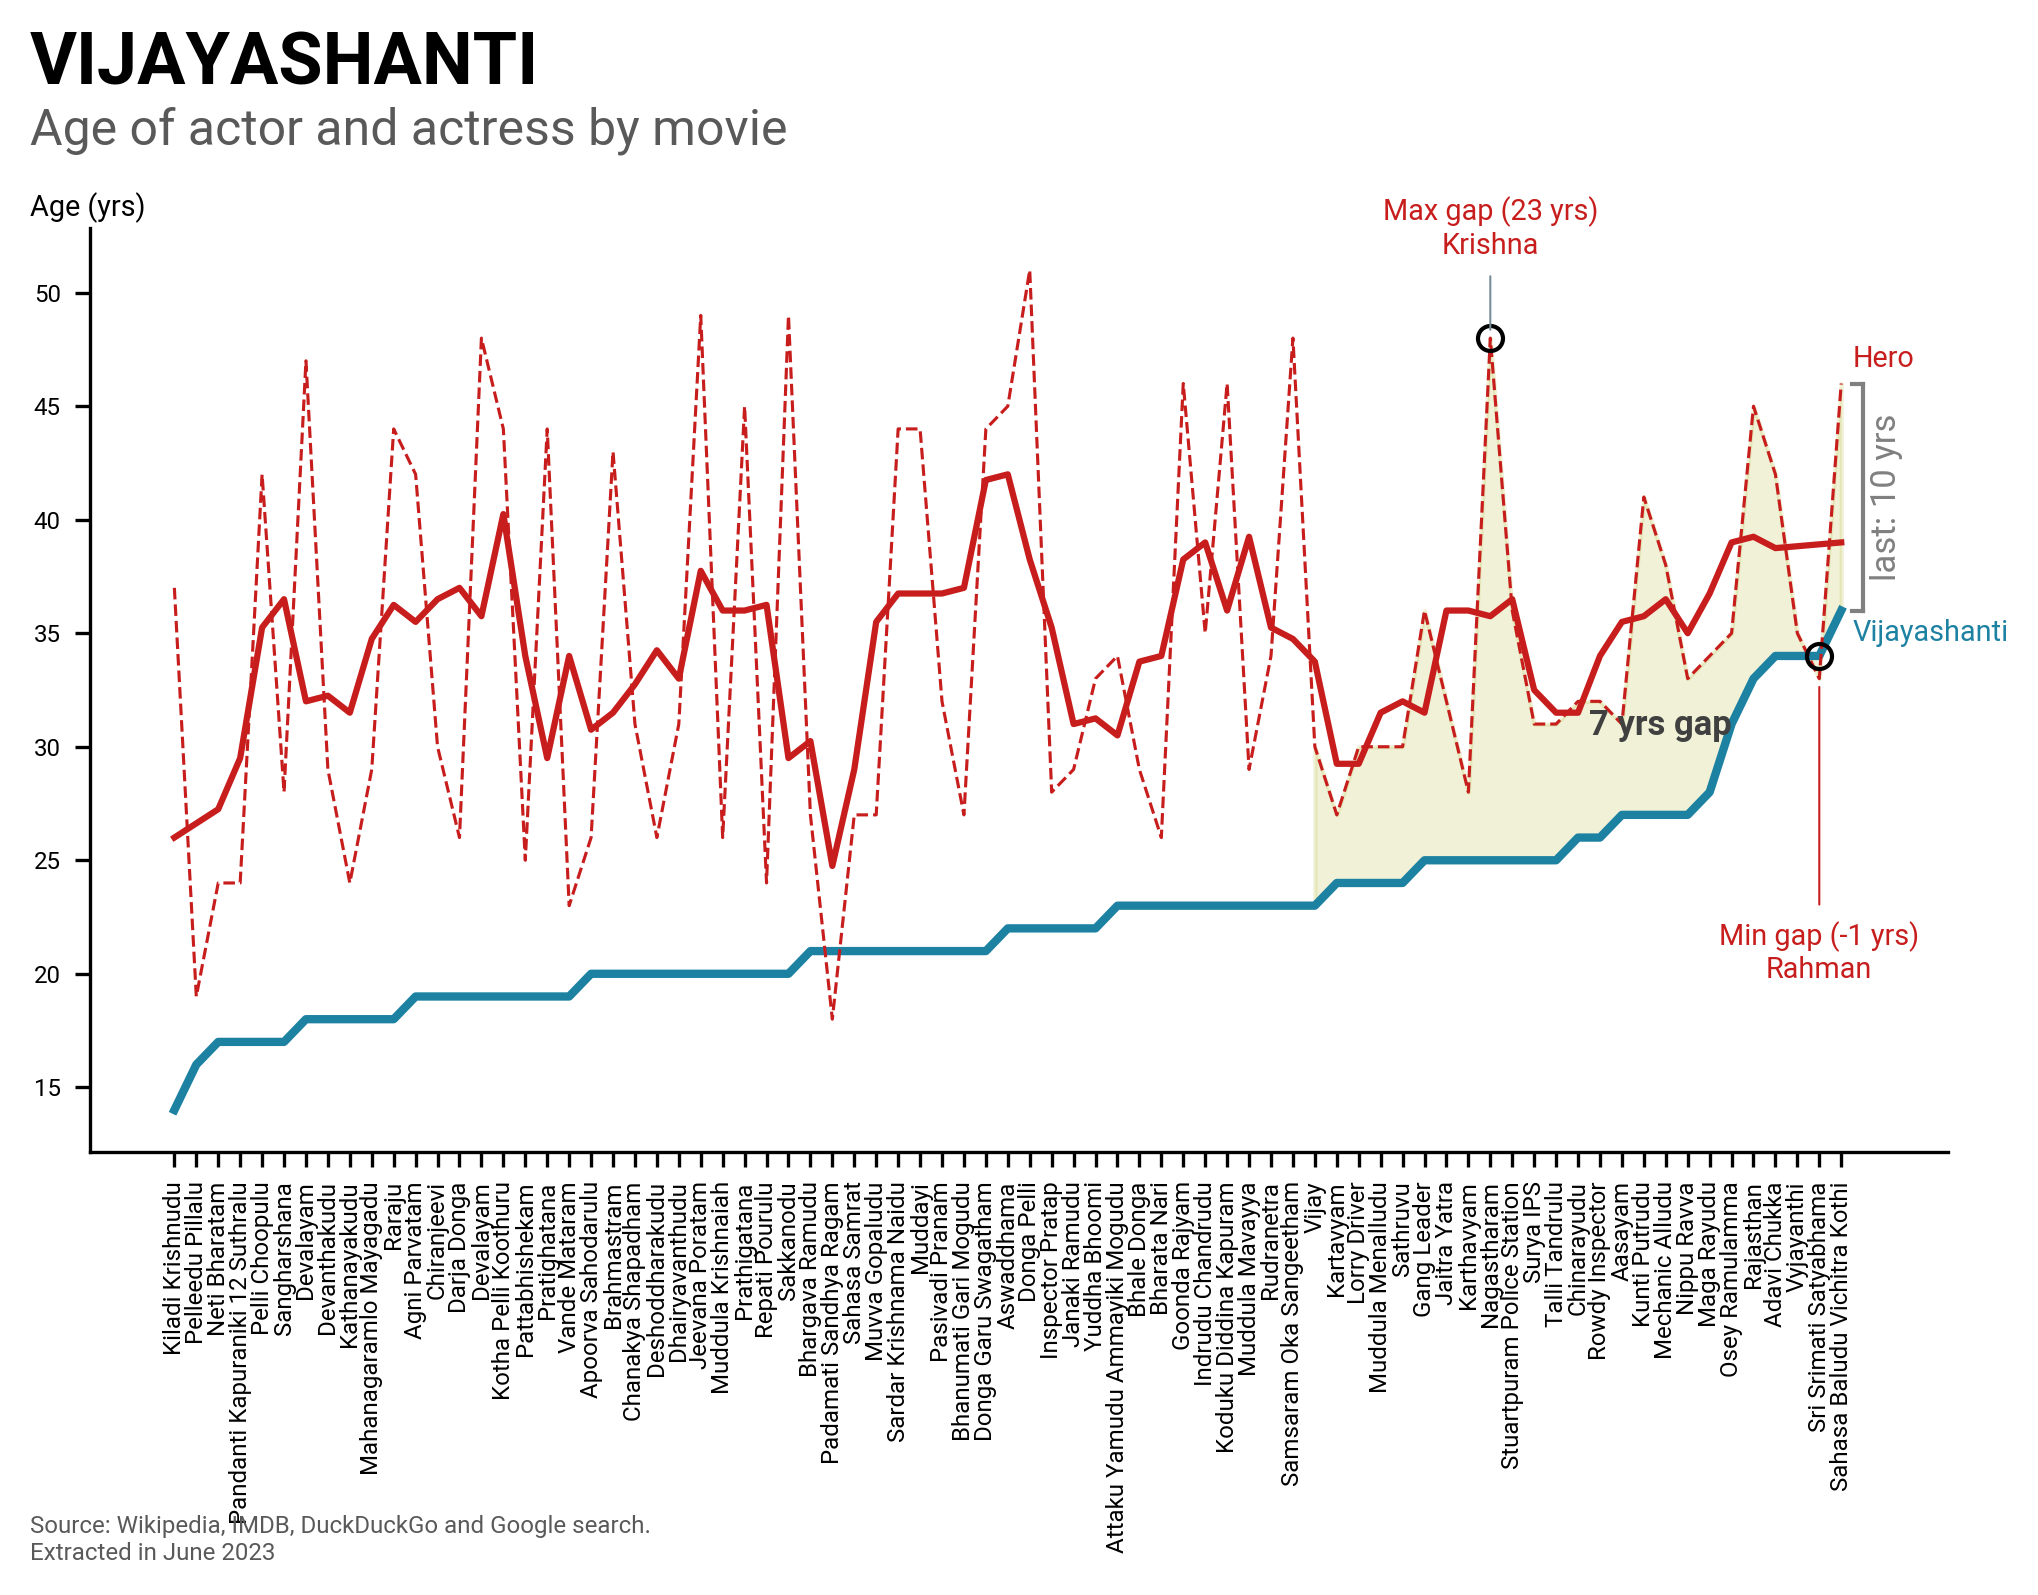 VIJAYASHANTI
Age of actor and actress by movie
Age (yrs)
Max gap (23 yrs)
Krishna
50
45
40
35
30
25
20
15
Hero
last: 10 yrs
Vijayashanti
7 yrs gap
Min gap (-1 yrs)
Rahman
Kiladi Krishnudu
Pelleedu Pillalu
Neti Bharatam
Pandanti Kapuraniki 12 Suthralu
Pelli Choopulu
Sangharshana
Devalayam
Devanthakudu
Kathanayakudu
Mahanagaramlo Mayagadu
Raraju
Agni Parvatam
Chiranjeevi
Darja Donga
Devalayam
Kotha Pelli Koothuru
Pattabhishekam
Pratighatana
Vande Mataram
Apoorva Sahodarulu
Brahmastram
Chanakya Shapadham
Deshoddharakudu
Dhairyavanthudu
Jeevana Poratam
Muddula Krishnaiah
Prathigatana
Repati Pourulu
Sakkanodu
Bhargava Ramudu
Padamati Sandhya Ragam
Sahasa Samrat
Muvva Gopaludu
Sardar Krishnama Naidu
Muddayi
Pasivadi Pranam
Bhanumati Gari Mogudu
Donga Garu Swagatham
Aswaddhama
Donga Pelli
Inspector Pratap
Janaki Ramudu
Yuddha Bhoomi
Attaku Yamudu Ammayiki Mogudu
Bhale Donga
Bharata Nari
Goonda Rajyam
Indrudu Chandrudu
Koduku Diddina Kapuram
Muddula Mavayya
Rudranetra
Samsaram Oka Sangeetham
Vijay
Kartavyam
Lorry Driver
Muddula Menalludu
Sathruvu
Gang Leader
Jaitra Yatra
Karthavyam
Nagastharam
Stuartpuram Police Station
Surya IPS
Talli Tandrulu
Chinarayudu
Rowdy Inspector
Aasayam
Kunti Putrudu
Mechanic Alludu
Nippu Ravva
Maga Rayudu
Osey Ramulamma
Rajasthan
Adavi Chukka
Vyjayanthi
Sri Srimati Satyabhama
Sahasa Baludu Vichitra Kothi
Source: Wikipedia, IMDB, DuckDuckGo and Google search.
Extracted in June 2023